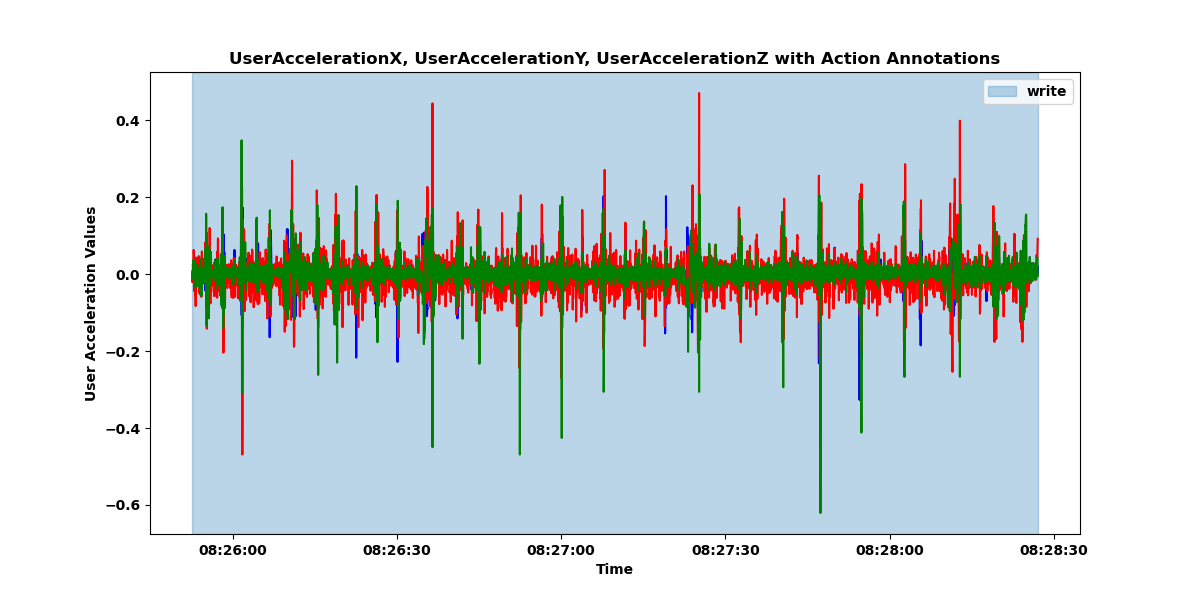 UserAccelerationX, UserAccelerationY, UserAccelerationZ with Action Annotations
write
User Acceleration Values
0.4
0.2
0.0
−0.2
−0.4
−0.6
08:26:00 08:26:30 08:27:00 08:27:30 08:28:00 08:28:30
Time